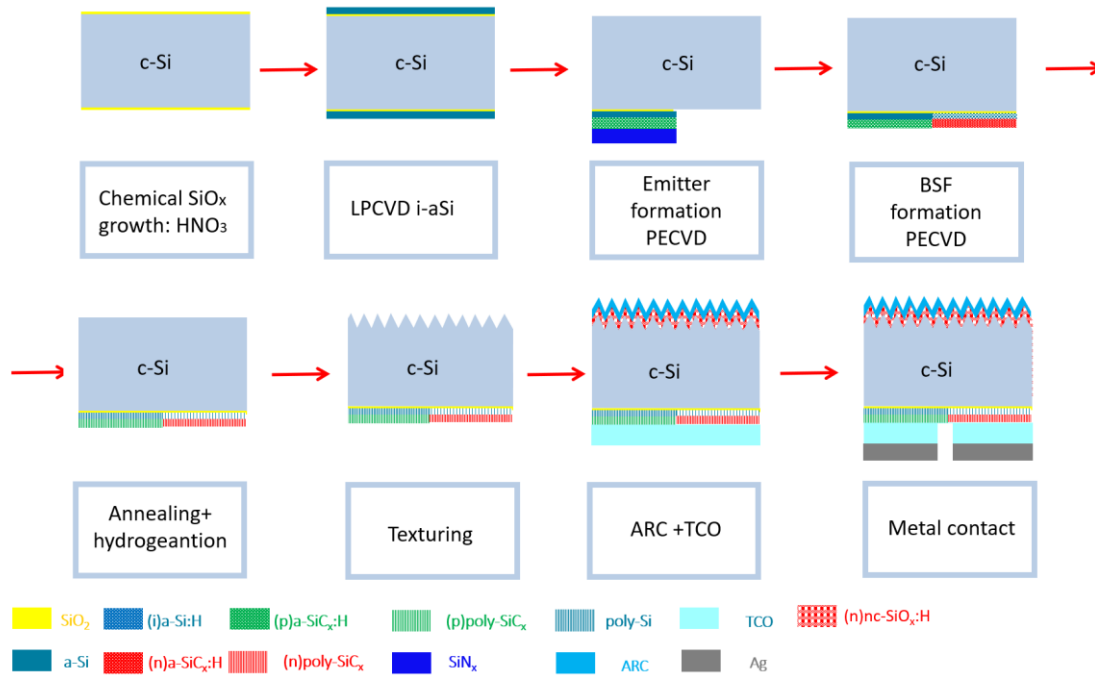 c-Si
c-Si
c-Si
c-Si
Chemical SiOx
growth: HNO3
LPCVD i-aSi
Emitter
formation
PECVD
BSF
formation
PECVD
c-Si
c-Si
c-Si
c-Si
Annealing+
hydrogeantion
Texturing
ARC +TCO
Metal contact
SiO2 (i)a-Si:H (p)a-SiCx:H (p)poly-SiCx poly-Si TCO (n)nc-SiOx:H
a-Si (n)a-SiCx:H (n)poly-SiCx SiNx ARC Ag